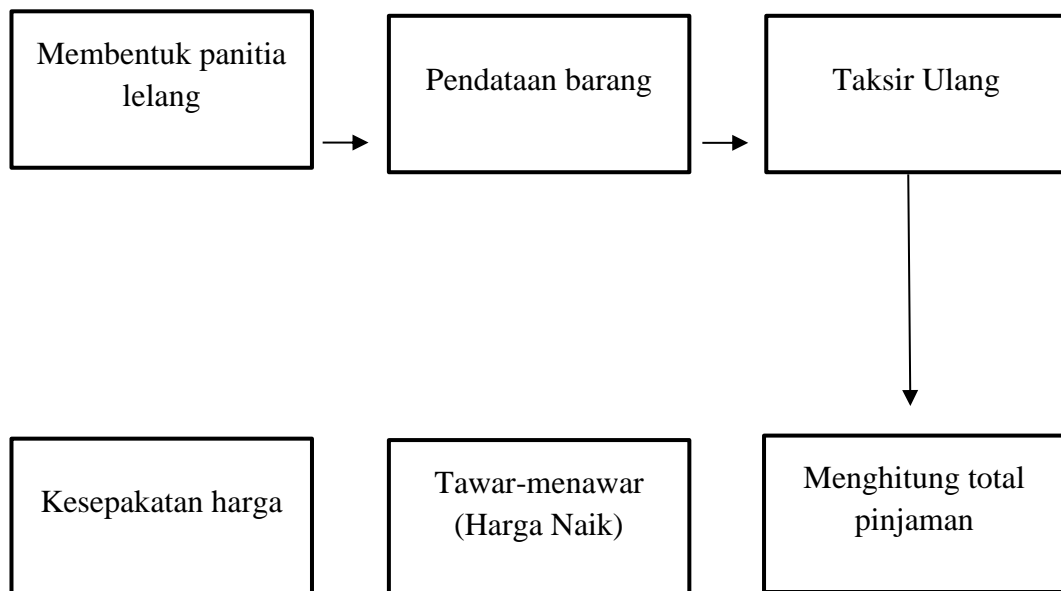 Membentuk panitia
lelang
Pendataan barang
Taksir Ulang
Kesepakatan harga
Tawar-menawar
(Harga Naik)
Menghitung total
pinjaman